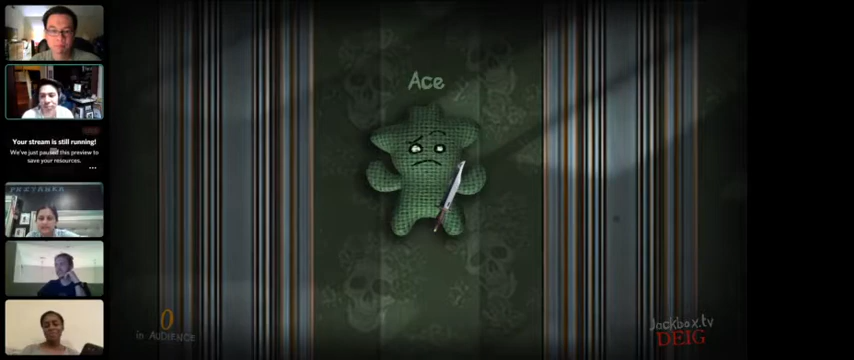 Ace
Your stream is still running!
We've just paused this preview to
save your resources.
PRIYANKA
0
in AUDIENCE
Jackbox.tv
DEIG